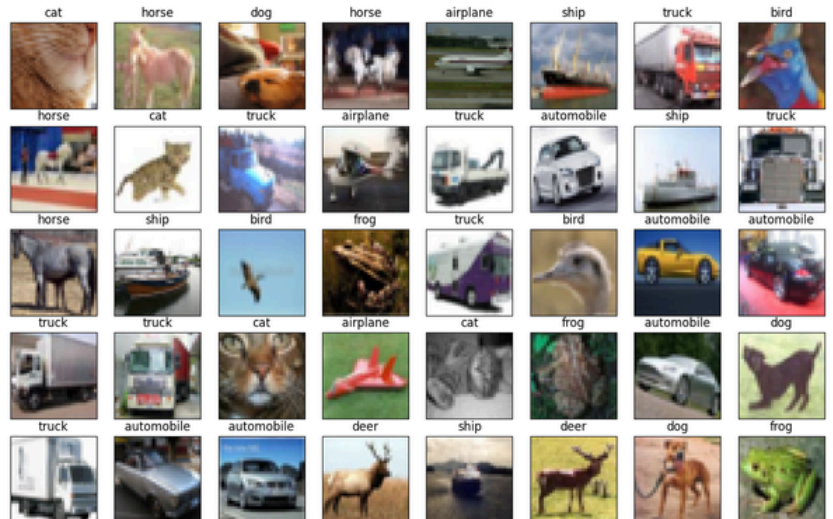 cat horse dog horse airplane ship truck bird
horse cat truck airplane truck automobile ship truck
horse ship bird frog truck bird automobile automobile
truck truck cat airplane cat frog automobile dog
truck automobile automobile deer ship deer dog frog